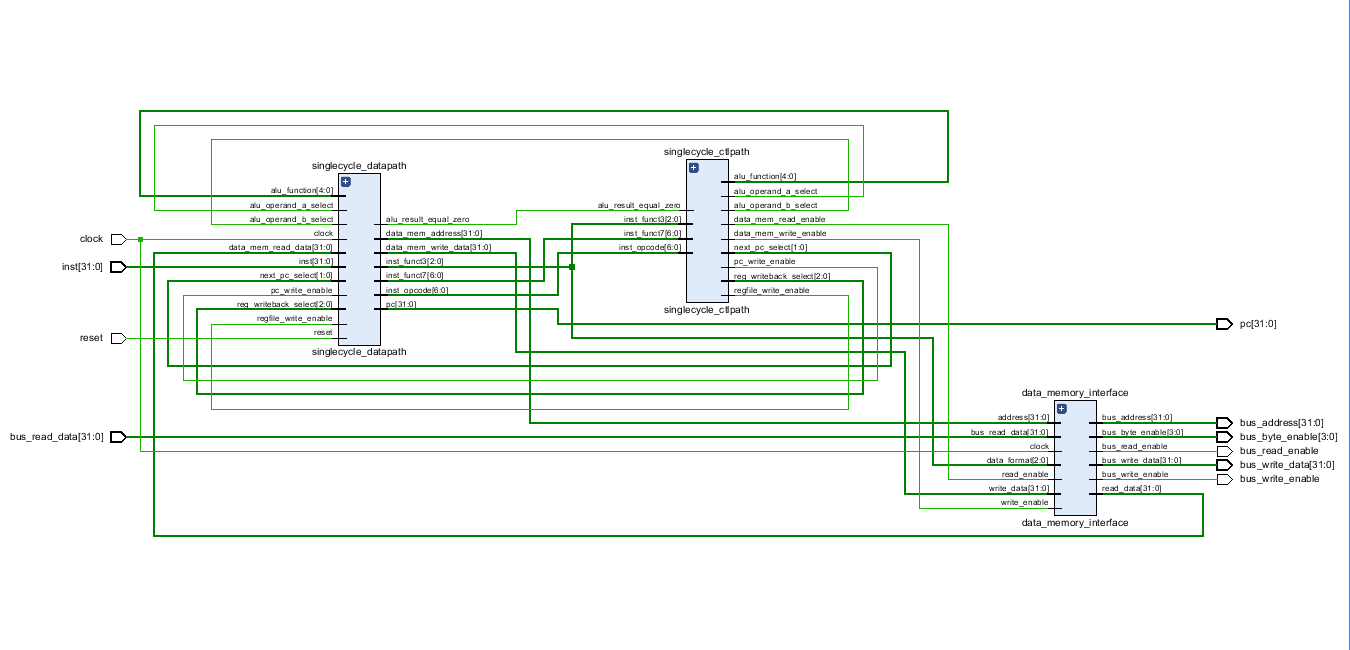 clock
inst[31:0]
reset
bus_read_data[31:0]
singlecycle_datapath
alu_function[4:0]
alu_operand_a_select
alu_operand_b_select
clock
data_mem_read_data[31:0]
inst[31:0]
next_pc_select[1:0]
pc_write_enable
reg_writeback_select[2:0]
regfile_write_enable
reset
alu_result_equal_zero
data_mem_address[31:0]
data_mem_write_data[31:0]
inst_funct3[2:0]
inst_funct7[6:0]
inst_opcode[6:0]
pc[31:0]
singlecycle_datapath
singlecycle_ctlpath
alu_result_equal_zero
inst_funct3[2:0]
inst_funct7[6:0]
inst_opcode[6:0]
alu_function[4:0]
alu_operand_a_select
alu_operand_b_select
data_mem_read_enable
data_mem_write_enable
next_pc_select[1:0]
pc_write_enable
reg_writeback_select[2:0]
regfile_write_enable
singlecycle_ctlpath
data_memory_interface
address[31:0]
bus_read_data[31:0]
clock
data_format[2:0]
read_enable
write_data[31:0]
write_enable
bus_address[31:0]
bus_byte_enable[3:0]
bus_read_enable
bus_write_data[31:0]
bus_write_enable
read_data[31:0]
data_memory_interface
pc[31:0]
bus_address[31:0]
bus_byte_enable[3:0]
bus_read_enable
bus_write_data[31:0]
bus_write_enable